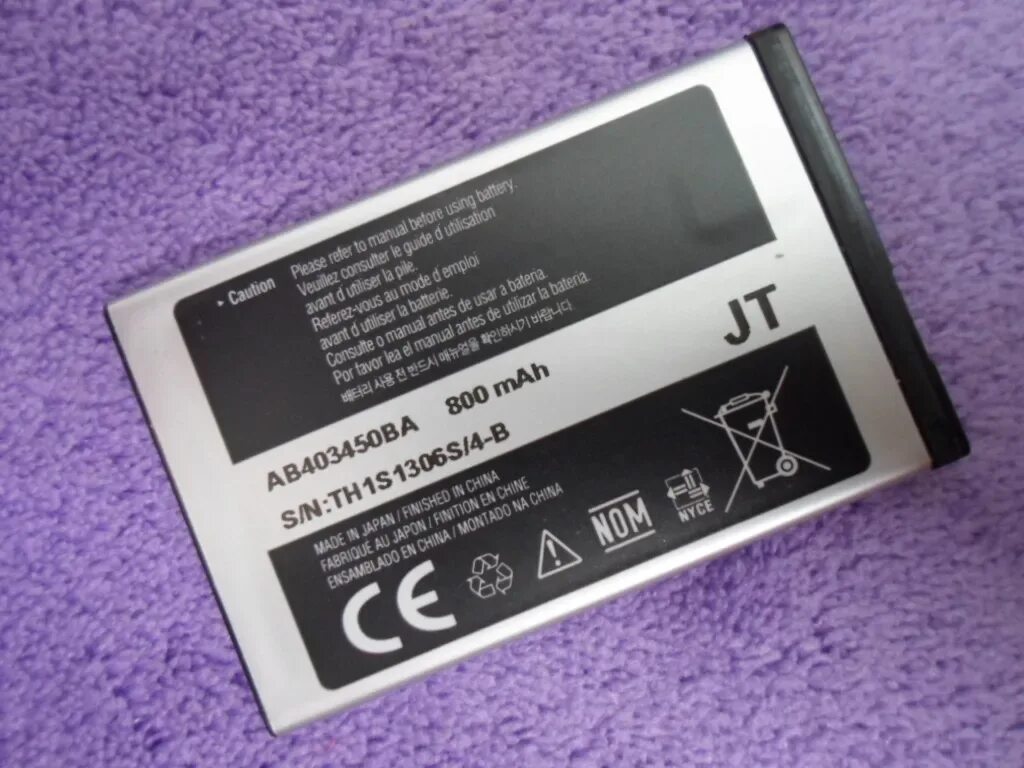 ▸ Caution
Please refer to manual before using battery.
Veuillez consulter le guide d'utilisation
avant d'utiliser la pile.
Référez-vous au mode d'emploi
avant d'utiliser la batterie.
Consulte o manual antes de usar a bateria.
Por favor lea el manual antes de utilizar la bateria.
배터리 사용 전 반드시 매뉴얼을 확인하시기 바랍니다.
JT
AB403450BA 800 mAh
S/N:TH1S1306S/4-B
MADE IN JAPAN / FINISHED IN CHINA
FABRIQUÉ AU JAPON / FINITION EN CHINE
ENSAMBLADO EN CHINA / MONTADO NA CHINA
CE
NOM
NYCE